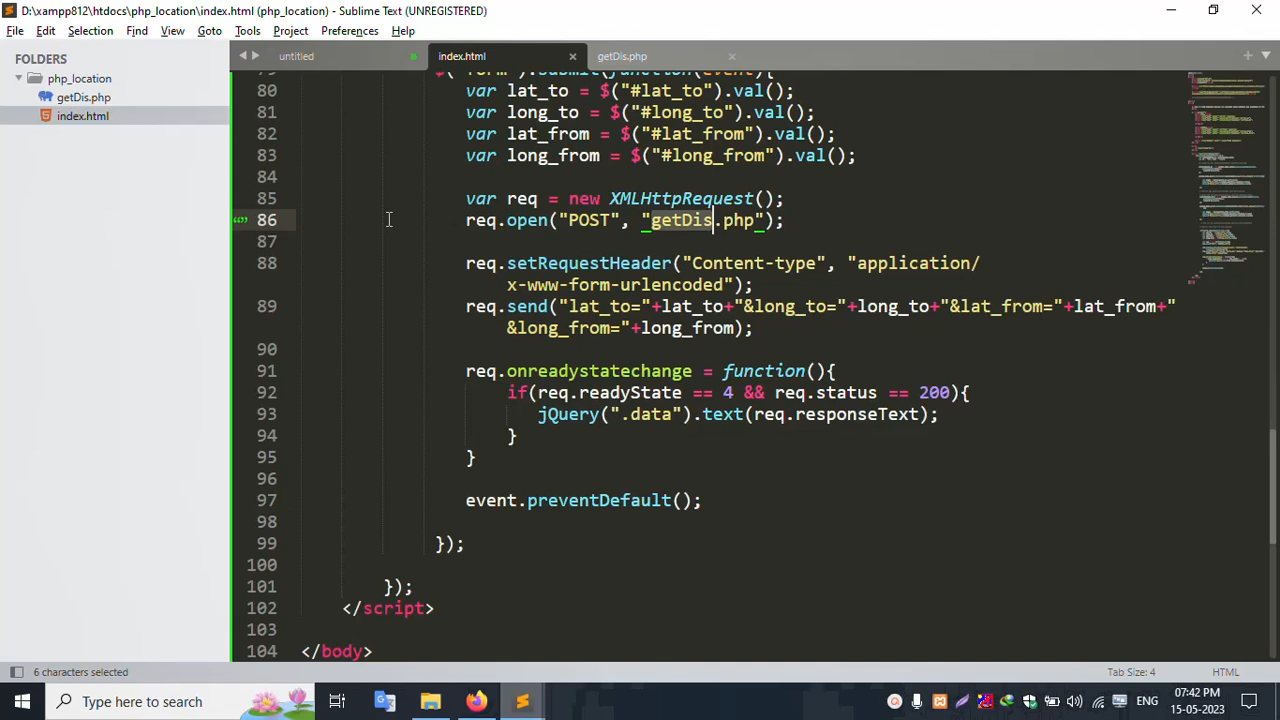 D:\xampp812\htdocs\php_location\index.html (php_location) - Sublime Text (UNREGISTERED)
File Edit Selection Find View Goto Tools Project Preferences Help
FOLDERS
php_location
getDis.php
index.html
untitled
index.html
getDis.php
79 $("form").submit(function(event){
80 var lat_to = $("#lat_to").val();
81 var long_to = $("#long_to").val();
82 var lat_from = $("#lat_from").val();
83 var long_from = $("#long_from").val();
84
85 var req = new XMLHttpRequest();
86 req.open("POST", "getDis.php");
87
88 req.setRequestHeader("Content-type", "application/
x-www-form-urlencoded");
89 req.send("lat_to="+lat_to+"&long_to="+long_to+"&lat_from="+lat_from+"
&long_from="+long_from);
90
91 req.onreadystatechange = function(){
92 if(req.readyState == 4 && req.status == 200){
93 jQuery(".data").text(req.responseText);
94 }
95 }
96
97 event.preventDefault();
98
99 });
100
101 });
102 </script>
103
104 </body>
6 characters selected
Tab Size: 4
HTML
Type here to search
ENG
07:42 PM
15-05-2023